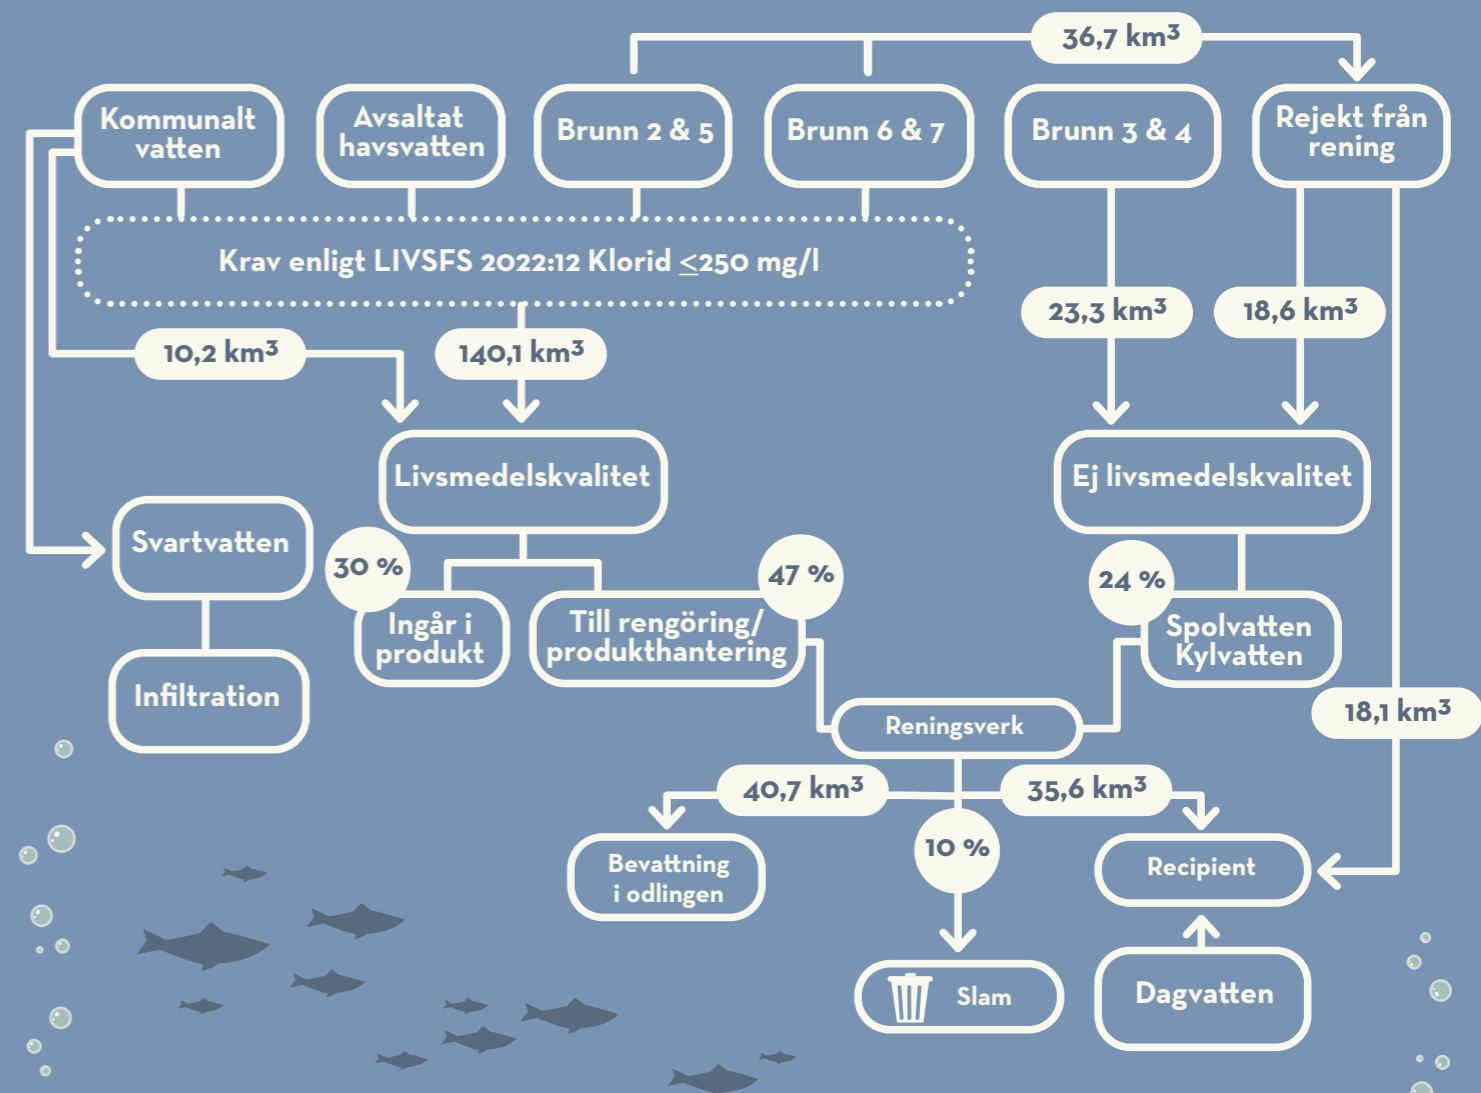 36,7 km³
Kommunalt
vatten
Avsaltat
havsvatten
Brunn 2 & 5
Brunn 6 & 7
Brunn 3 & 4
Rejekt från
rening
Krav enligt LIVSFS 2022:12 Klorid ≤250 mg/l
10,2 km³
140,1 km³
23,3 km³
18,6 km³
Livsmedelskvalitet
Ej livsmedelskvalitet
Svartvatten
30 %
47 %
24 %
Ingår i
produkt
Till rengöring/
produkthantering
Spolvatten
Kylvatten
Infiltration
18,1 km³
Reningsverk
40,7 km³
35,6 km³
10 %
Bevattning
i odlingen
Recipient
Slam
Dagvatten